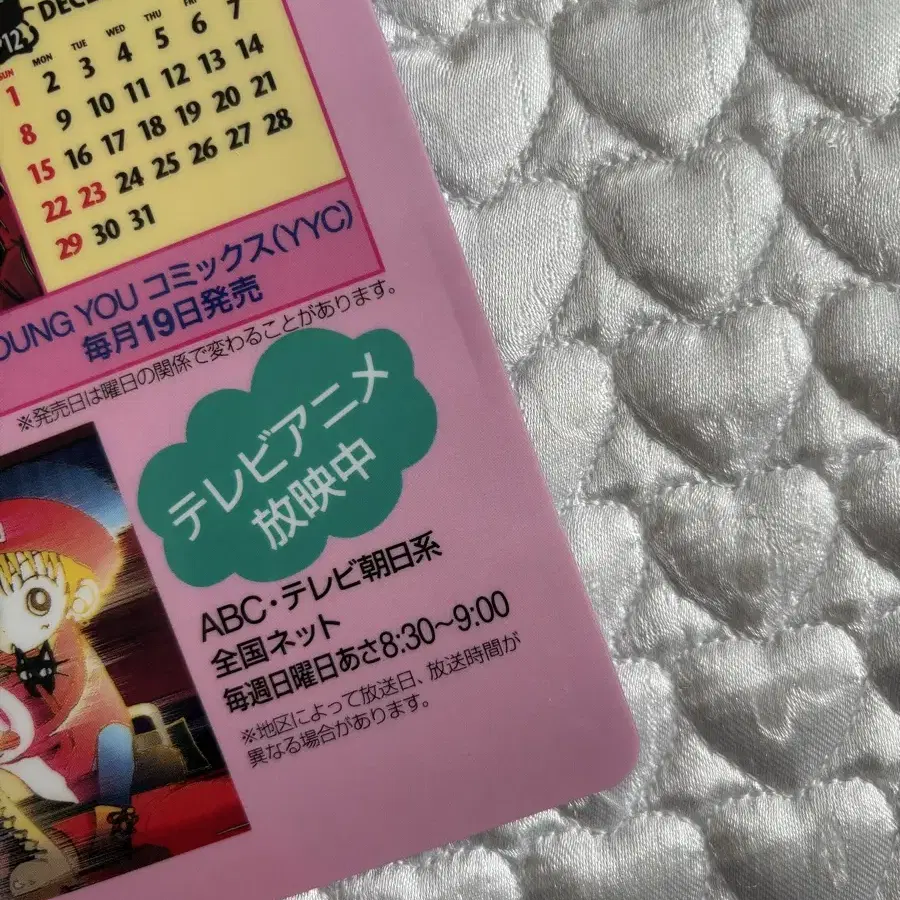 '12
SUN MON TUE WED THU FRI
1 2 3 4 5 6 7
8 9 10 11 12 13 14
15 16 17 18 19 20 21
22 23 24 25 26 27 28
29 30 31
YOU コミックス(YYC)
毎月19日発売
※発売日は曜日の関係で変わることがあります。
テレビアニメ
放映中
ABC・テレビ朝日系
全国ネット
毎週日曜日あさ8:30~9:00
※地区によって放送日、放送時間が
異なる場合があります。